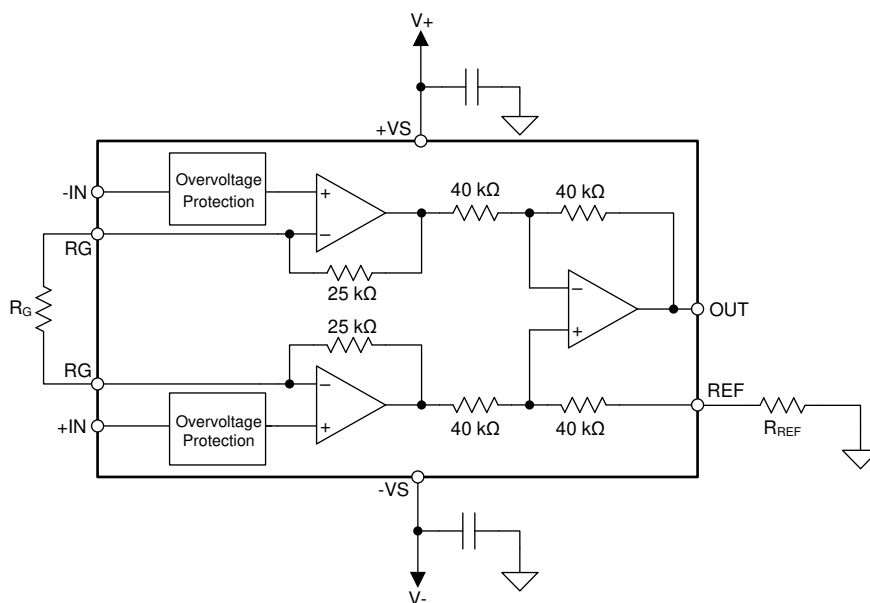 V+
+VS
-IN
Overvoltage
Protection
+
−
40 kΩ
40 kΩ
RG
25 kΩ
RG
−
+
OUT
25 kΩ
RG
REF
+IN
Overvoltage
Protection
−
+
40 kΩ
40 kΩ
RREF
-VS
V-